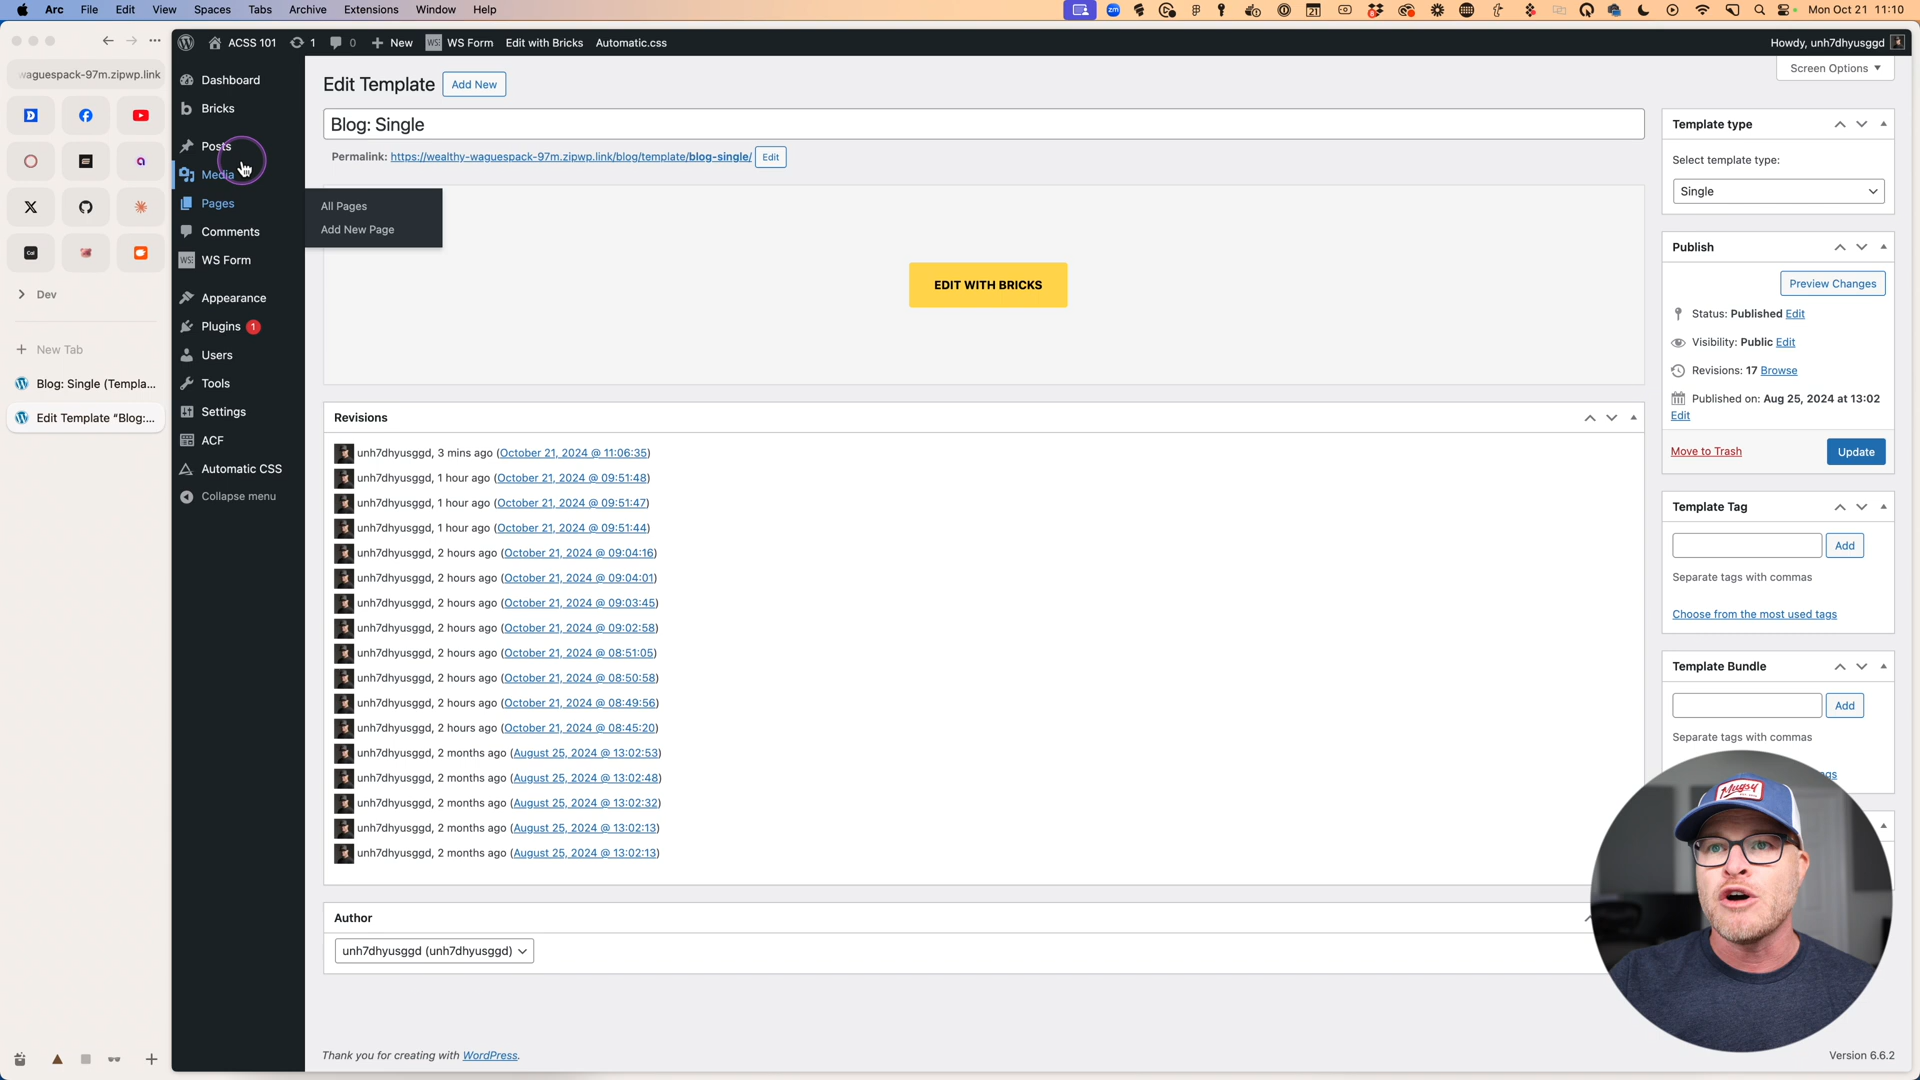 Arc File Edit View Spaces Tabs Archive Extensions Window Help
Mon Oct 21 11:10
waguespack-97m.zipwp.link
ACSS 101 1 0 New WS Form Edit with Bricks Automatic.css
Howdy, unh7dhyusggd
Screen Options
Dashboard
Bricks
Posts
Media
Pages
All Pages
Add New Page
Comments
WS Form
Appearance
Plugins 1
Users
Tools
Settings
ACF
Automatic CSS
Collapse menu
Dev
New Tab
Blog: Single (Templa...
Edit Template “Blog:...
Edit Template Add New
Blog: Single
Permalink: https://wealthy-waguespack-97m.zipwp.link/blog/template/blog-single/ Edit
EDIT WITH BRICKS
Revisions
unh7dhyusggd, 3 mins ago (October 21, 2024 @ 11:06:35)
unh7dhyusggd, 1 hour ago (October 21, 2024 @ 09:51:48)
unh7dhyusggd, 1 hour ago (October 21, 2024 @ 09:51:47)
unh7dhyusggd, 1 hour ago (October 21, 2024 @ 09:51:44)
unh7dhyusggd, 2 hours ago (October 21, 2024 @ 09:04:16)
unh7dhyusggd, 2 hours ago (October 21, 2024 @ 09:04:01)
unh7dhyusggd, 2 hours ago (October 21, 2024 @ 09:03:45)
unh7dhyusggd, 2 hours ago (October 21, 2024 @ 09:02:58)
unh7dhyusggd, 2 hours ago (October 21, 2024 @ 08:51:05)
unh7dhyusggd, 2 hours ago (October 21, 2024 @ 08:50:58)
unh7dhyusggd, 2 hours ago (October 21, 2024 @ 08:49:56)
unh7dhyusggd, 2 hours ago (October 21, 2024 @ 08:45:20)
unh7dhyusggd, 2 months ago (August 25, 2024 @ 13:02:53)
unh7dhyusggd, 2 months ago (August 25, 2024 @ 13:02:48)
unh7dhyusggd, 2 months ago (August 25, 2024 @ 13:02:32)
unh7dhyusggd, 2 months ago (August 25, 2024 @ 13:02:13)
unh7dhyusggd, 2 months ago (August 25, 2024 @ 13:02:13)
Author
unh7dhyusggd (unh7dhyusggd)
Thank you for creating with WordPress.
Version 6.6.2
Template type
Select template type:
Single
Publish
Preview Changes
Status: Published Edit
Visibility: Public Edit
Revisions: 17 Browse
Published on: Aug 25, 2024 at 13:02
Edit
Move to Trash
Update
Template Tag
Add
Separate tags with commas
Choose from the most used tags
Template Bundle
Add
Separate tags with commas
Mugsy